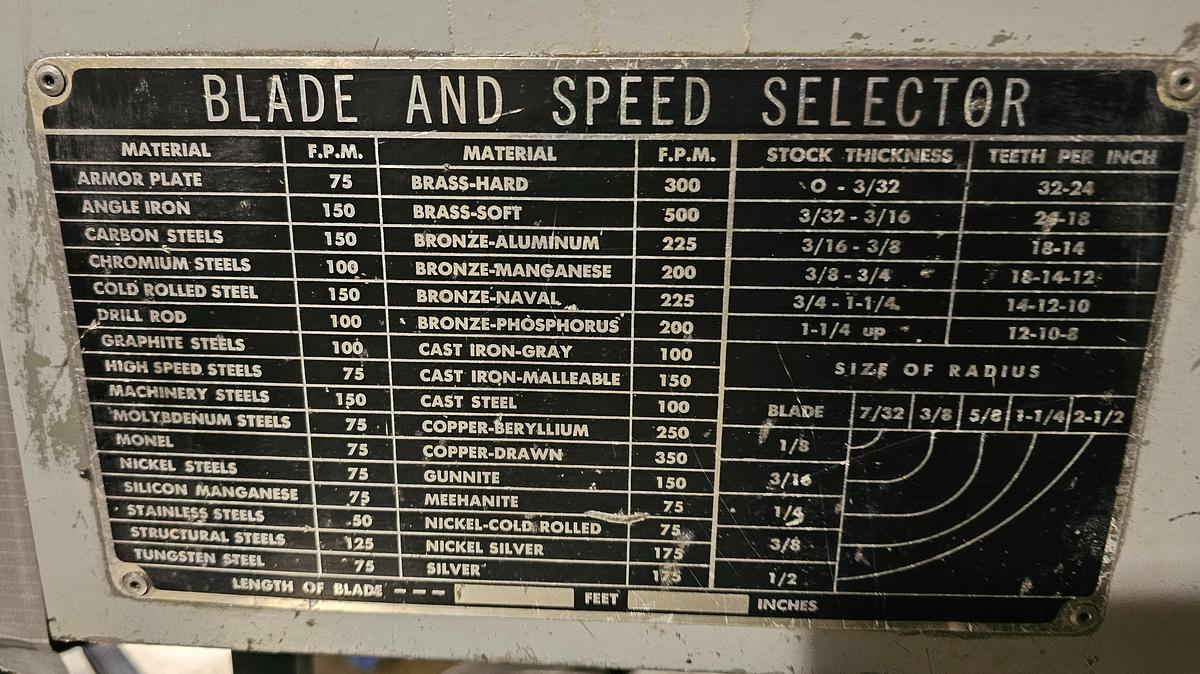 BLADE AND SPEED SELECTOR
MATERIAL F.P.M. MATERIAL F.P.M. STOCK THICKNESS TEETH PER INCH
ARMOR PLATE 75 BRASS-HARD 300 0 - 3/32 32-24
ANGLE IRON 150 BRASS-SOFT 500 3/32 - 3/16 24-18
CARBON STEELS 150 BRONZE-ALUMINUM 225 3/16 - 3/8 18-14
CHROMIUM STEELS 100 BRONZE-MANGANESE 200 3/8 - 3/4 18-14-12
COLD ROLLED STEEL 150 BRONZE-NAVAL 225 3/4 - 1-1/4 14-12-10
DRILL ROD 100 BRONZE-PHOSPHORUS 200 1-1/4 up 12-10-8
GRAPHITE STEELS 100 CAST IRON-GRAY 100 SIZE OF RADIUS
HIGH SPEED STEELS 75 CAST IRON-MALLEABLE 150
MACHINERY STEELS 150 CAST STEEL 100 BLADE 7/32 3/8 5/8 1-1/4 2-1/2
MOLYBDENUM STEELS 75 COPPER-BERYLLIUM 250 1/8
MONEL 75 COPPER-DRAWN 350 3/16
NICKEL STEELS 75 GUNNITE 150 1/4
SILICON MANGANESE 75 MEEHANITE 75
STAINLESS STEELS 50 NICKEL-COLD ROLLED 75 3/8
STRUCTURAL STEELS 125 NICKEL SILVER 175
TUNGSTEN STEEL 75 SILVER 175 1/2
LENGTH OF BLADE - - - FEET INCHES